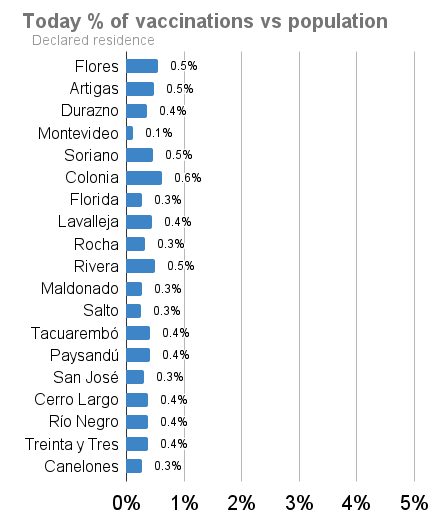 Today % of vaccinations vs population
Declared residence
Flores 0.5%
Artigas 0.5%
Durazno 0.4%
Montevideo 0.1%
Soriano 0.5%
Colonia 0.6%
Florida 0.3%
Lavalleja 0.4%
Rocha 0.3%
Rivera 0.5%
Maldonado 0.3%
Salto 0.3%
Tacuarembó 0.4%
Paysandú 0.4%
San José 0.3%
Cerro Largo 0.4%
Río Negro 0.4%
Treinta y Tres 0.4%
Canelones 0.3%
0% 1% 2% 3% 4% 5%